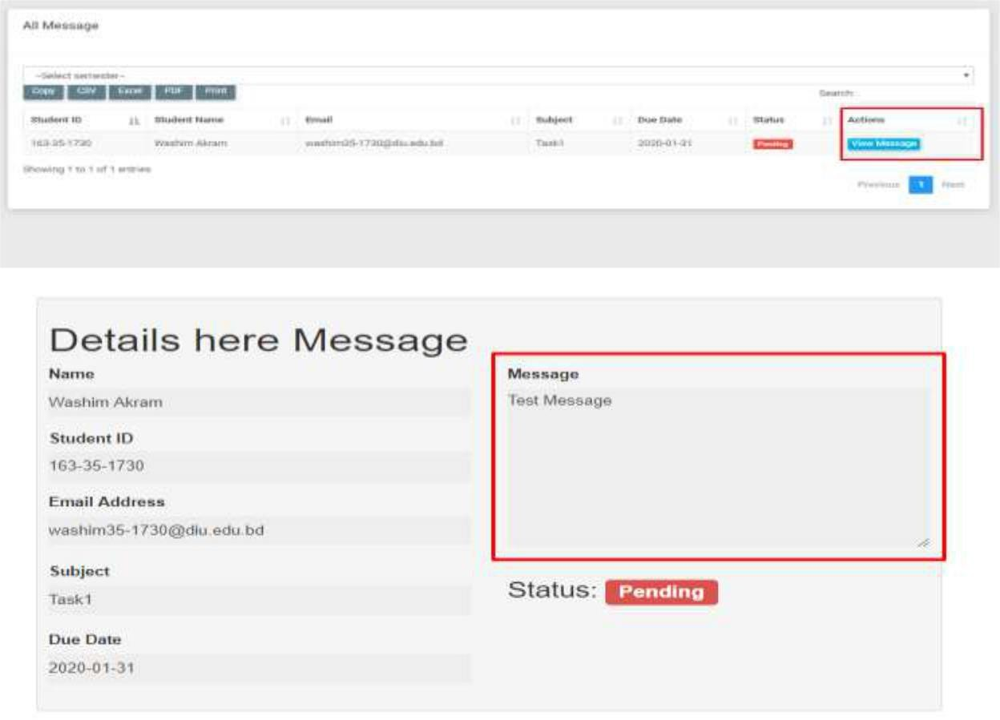 All Message
--Select semester--
Copy CSV Excel PDF Print
Search:
Student ID Student Name Email Subject Due Date Status Actions
163-35-1730 Washim Akram washim35-1730@diu.edu.bd Task1 2020-01-31 Pending View Message
Showing 1 to 1 of 1 entries
Previous 1 Next
Details here Message
Name
Washim Akram
Student ID
163-35-1730
Email Address
washim35-1730@diu.edu.bd
Subject
Task1
Due Date
2020-01-31
Message
Test Message
Status: Pending